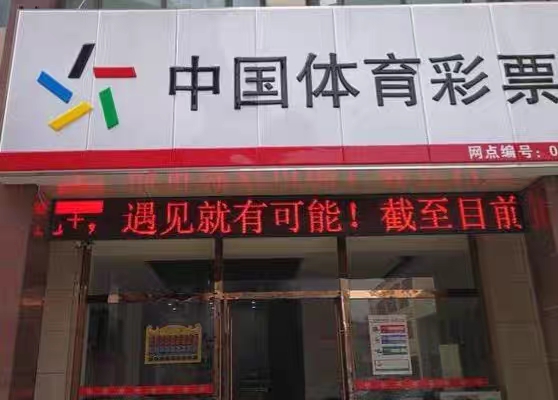 中国体育彩票
网点编号：0
遇见就有可能！截至目前